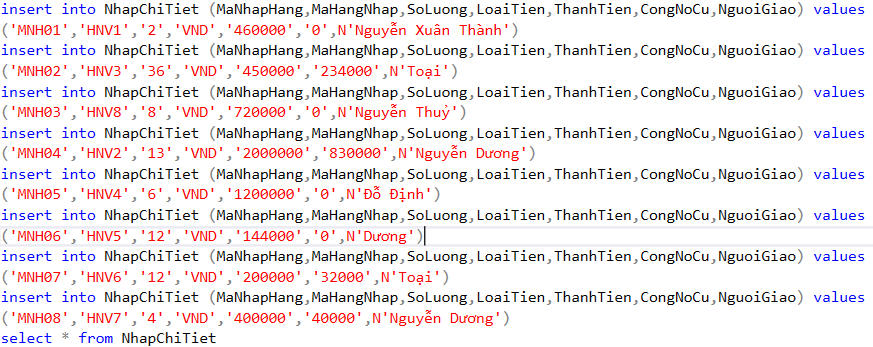 insert into NhapChiTiet (MaNhapHang,MaHangNhap,SoLuong,LoaiTien,ThanhTien,CongNoCu,NguoiGiao) values
('MNH01','HNV1','2','VND','460000','0',N'Nguyễn Xuân Thành')
insert into NhapChiTiet (MaNhapHang,MaHangNhap,SoLuong,LoaiTien,ThanhTien,CongNoCu,NguoiGiao) values
('MNH02','HNV3','36','VND','450000','234000',N'Toại')
insert into NhapChiTiet (MaNhapHang,MaHangNhap,SoLuong,LoaiTien,ThanhTien,CongNoCu,NguoiGiao) values
('MNH03','HNV8','8','VND','720000','0',N'Nguyễn Thuỷ')
insert into NhapChiTiet (MaNhapHang,MaHangNhap,SoLuong,LoaiTien,ThanhTien,CongNoCu,NguoiGiao) values
('MNH04','HNV2','13','VND','2000000','830000',N'Nguyễn Dương')
insert into NhapChiTiet (MaNhapHang,MaHangNhap,SoLuong,LoaiTien,ThanhTien,CongNoCu,NguoiGiao) values
('MNH05','HNV4','6','VND','1200000','0',N'Đỗ Định')
insert into NhapChiTiet (MaNhapHang,MaHangNhap,SoLuong,LoaiTien,ThanhTien,CongNoCu,NguoiGiao) values
('MNH06','HNV5','12','VND','144000','0',N'Dương')
insert into NhapChiTiet (MaNhapHang,MaHangNhap,SoLuong,LoaiTien,ThanhTien,CongNoCu,NguoiGiao) values
('MNH07','HNV6','12','VND','200000','32000',N'Toại')
insert into NhapChiTiet (MaNhapHang,MaHangNhap,SoLuong,LoaiTien,ThanhTien,CongNoCu,NguoiGiao) values
('MNH08','HNV7','4','VND','400000','40000',N'Nguyễn Dương')
select * from NhapChiTiet